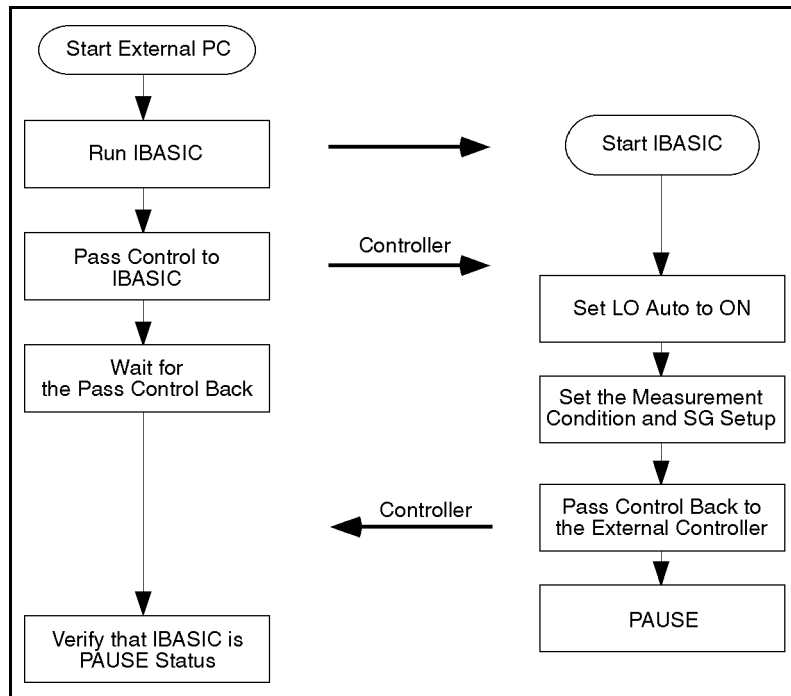 Start External PC
Run IBASIC
Pass Control to
IBASIC
Wait for
the Pass Control Back
Verify that IBASIC is
PAUSE Status
Controller
Controller
Start IBASIC
Set LO Auto to ON
Set the Measurement
Condition and SG Setup
Pass Control Back to
the External Controller
PAUSE